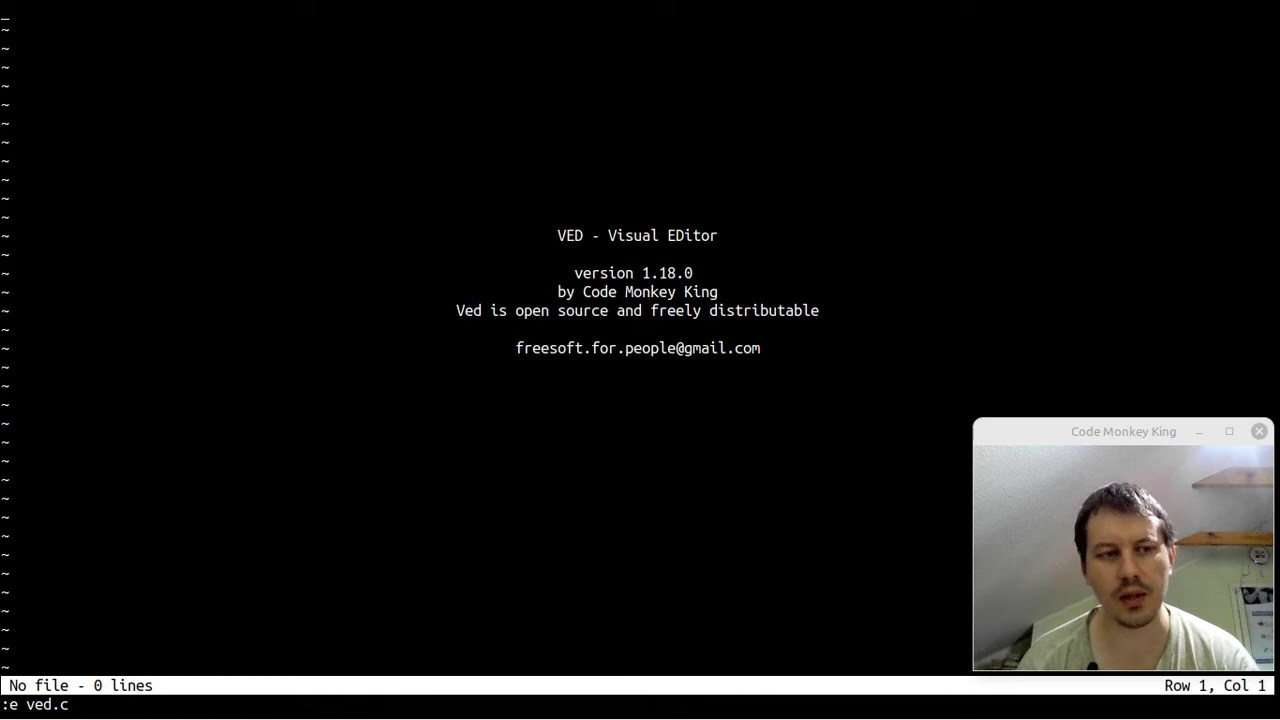 VED - Visual EDitor
version 1.18.0
by Code Monkey King
Ved is open source and freely distributable
freesoft.for.people@gmail.com
Code Monkey King
No file - 0 lines
Row 1, Col 1
:e ved.c